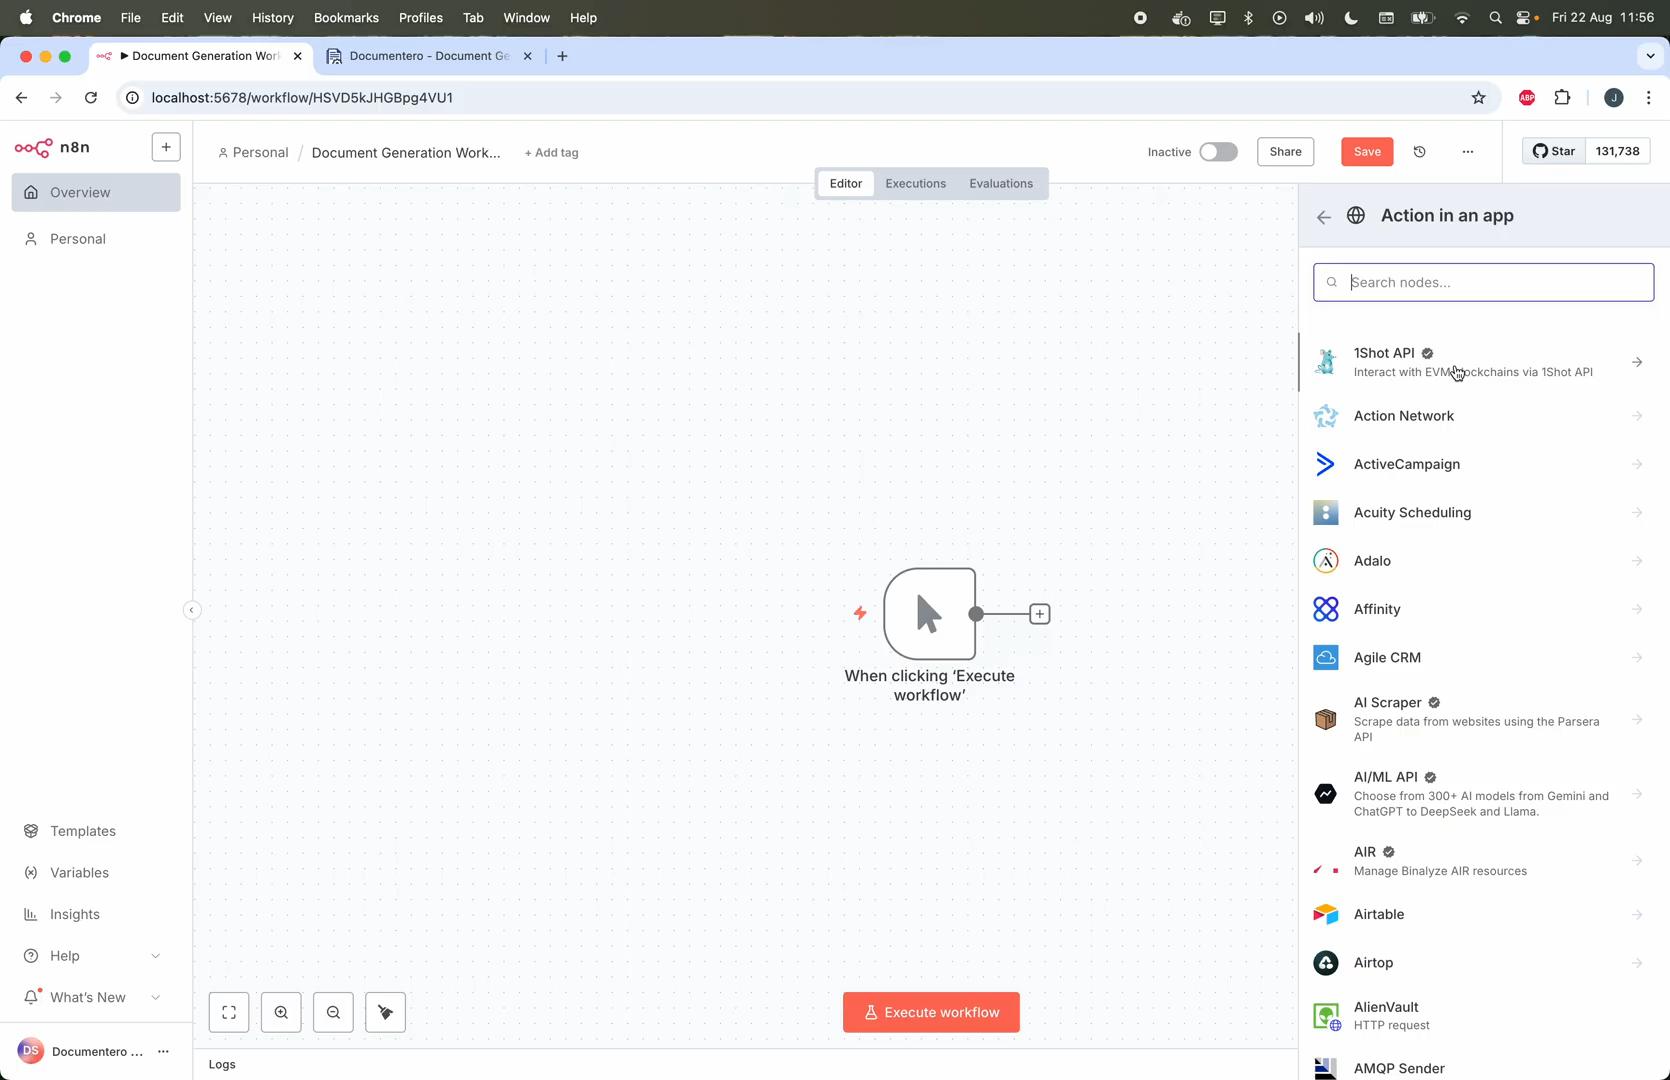 Chrome File Edit View History Bookmarks Profiles Tab Window Help Fri 22 Aug 11:56
Document Generation Wor
Documentero - Document Ge
localhost:5678/workflow/HSVD5kJHGBpg4VU1
ABP
J
n8n
Personal / Document Generation Work... + Add tag
Inactive Share Save ... Star 131,738
Editor Executions Evaluations
Overview
Personal
Action in an app
Search nodes...
1Shot API
Interact with EVM blockchains via 1Shot API
Action Network
ActiveCampaign
Acuity Scheduling
Adalo
Affinity
Agile CRM
AI Scraper
Scrape data from websites using the Parsera
API
AI/ML API
Choose from 300+ AI models from Gemini and
ChatGPT to DeepSeek and Llama.
AIR
Manage Binalyze AIR resources
Airtable
Airtop
AlienVault
HTTP request
AMQP Sender
When clicking ‘Execute
workflow’
Templates
Variables
Insights
Help
What's New
DS Documentero ... ...
Execute workflow
Logs